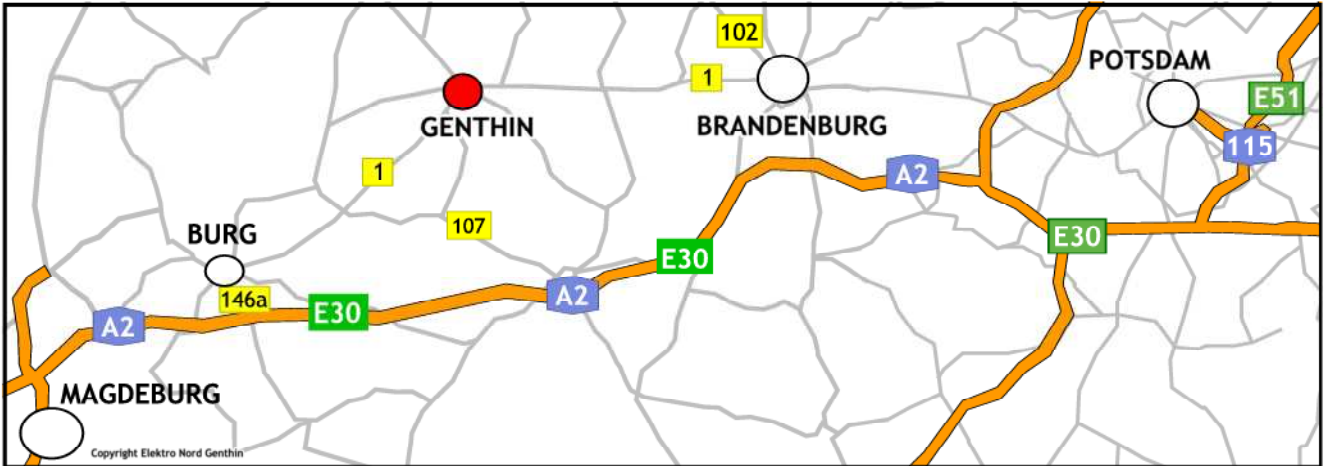 102
POTSDAM
1
E51
GENTHIN
BRANDENBURG
115
1
A2
107
BURG
E30
E30
146a
A2
E30
A2
MAGDEBURG
Copyright Elektro Nord Genthin